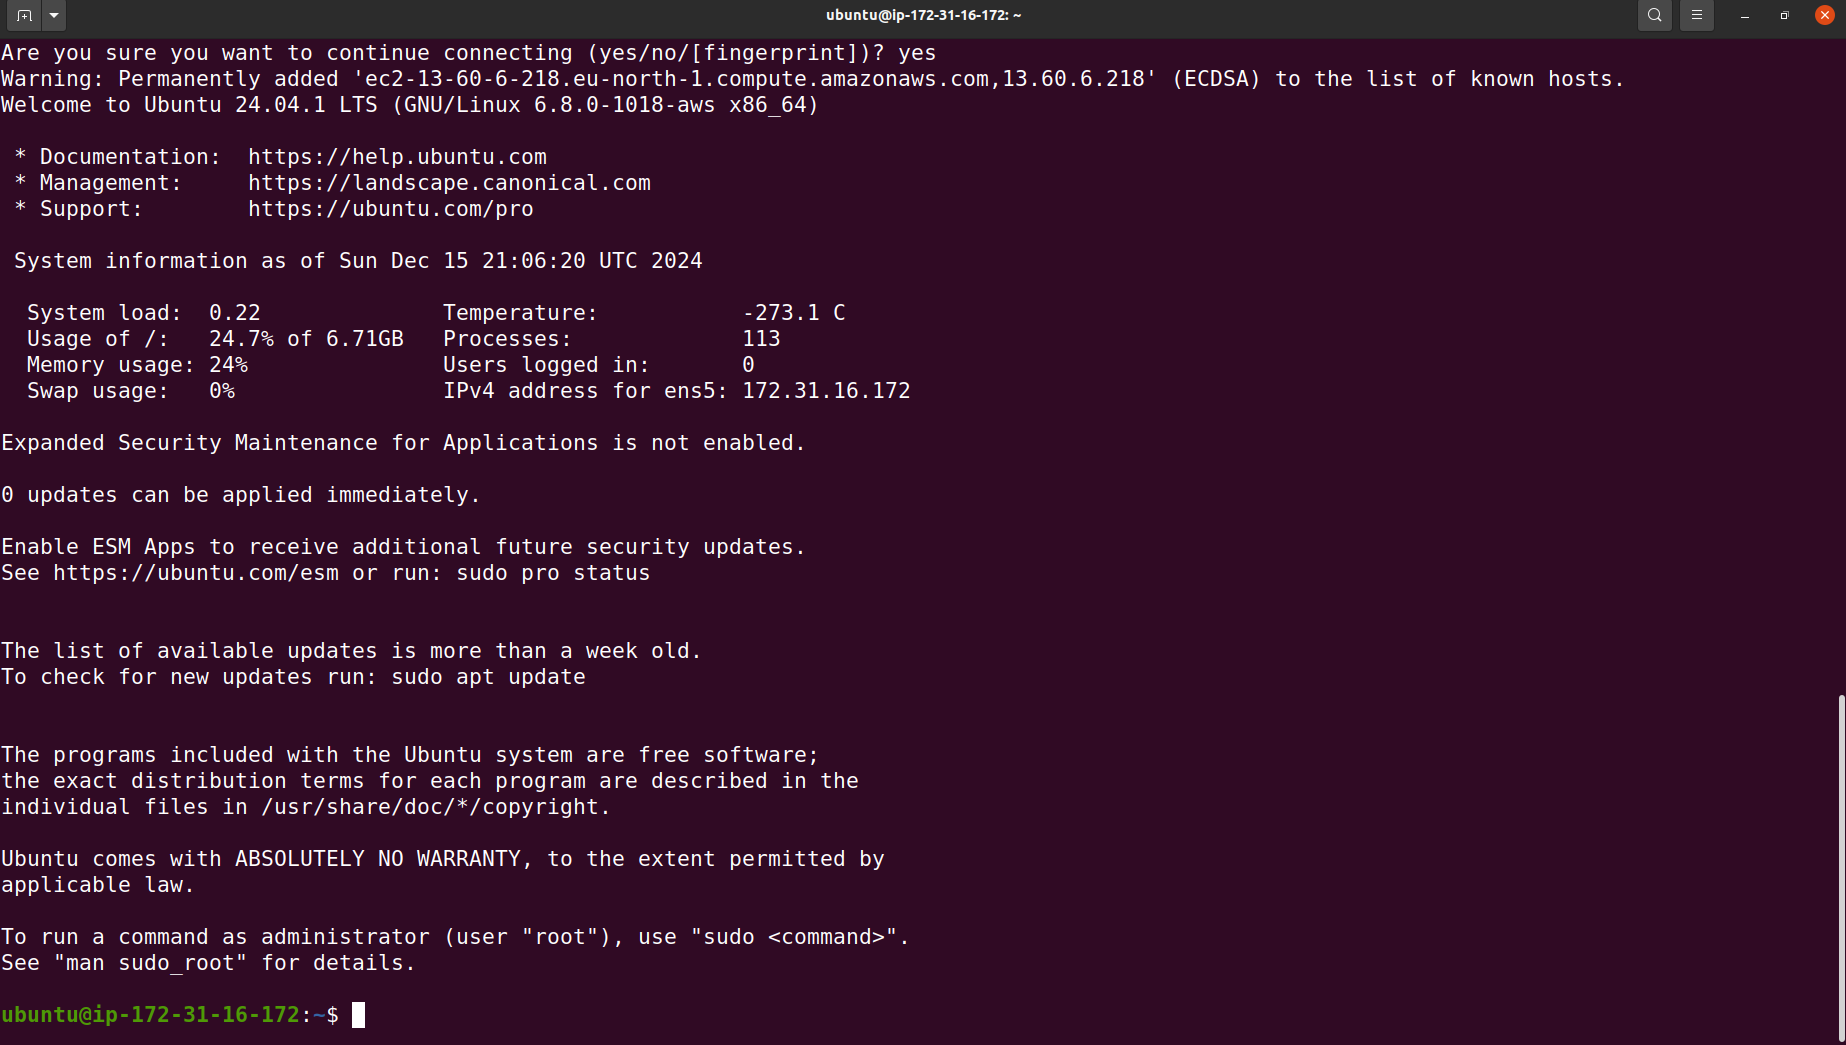 ubuntu@ip-172-31-16-172: ~
Are you sure you want to continue connecting (yes/no/[fingerprint])? yes
Warning: Permanently added 'ec2-13-60-6-218.eu-north-1.compute.amazonaws.com,13.60.6.218' (ECDSA) to the list of known hosts.
Welcome to Ubuntu 24.04.1 LTS (GNU/Linux 6.8.0-1018-aws x86_64)

 * Documentation:  https://help.ubuntu.com
 * Management:     https://landscape.canonical.com
 * Support:        https://ubuntu.com/pro

 System information as of Sun Dec 15 21:06:20 UTC 2024

  System load:  0.22              Temperature:           -273.1 C
  Usage of /:   24.7% of 6.71GB   Processes:             113
  Memory usage: 24%               Users logged in:       0
  Swap usage:   0%                IPv4 address for ens5: 172.31.16.172

Expanded Security Maintenance for Applications is not enabled.

0 updates can be applied immediately.

Enable ESM Apps to receive additional future security updates.
See https://ubuntu.com/esm or run: sudo pro status


The list of available updates is more than a week old.
To check for new updates run: sudo apt update


The programs included with the Ubuntu system are free software;
the exact distribution terms for each program are described in the
individual files in /usr/share/doc/*/copyright.

Ubuntu comes with ABSOLUTELY NO WARRANTY, to the extent permitted by
applicable law.

To run a command as administrator (user "root"), use "sudo <command>".
See "man sudo_root" for details.

ubuntu@ip-172-31-16-172:~$